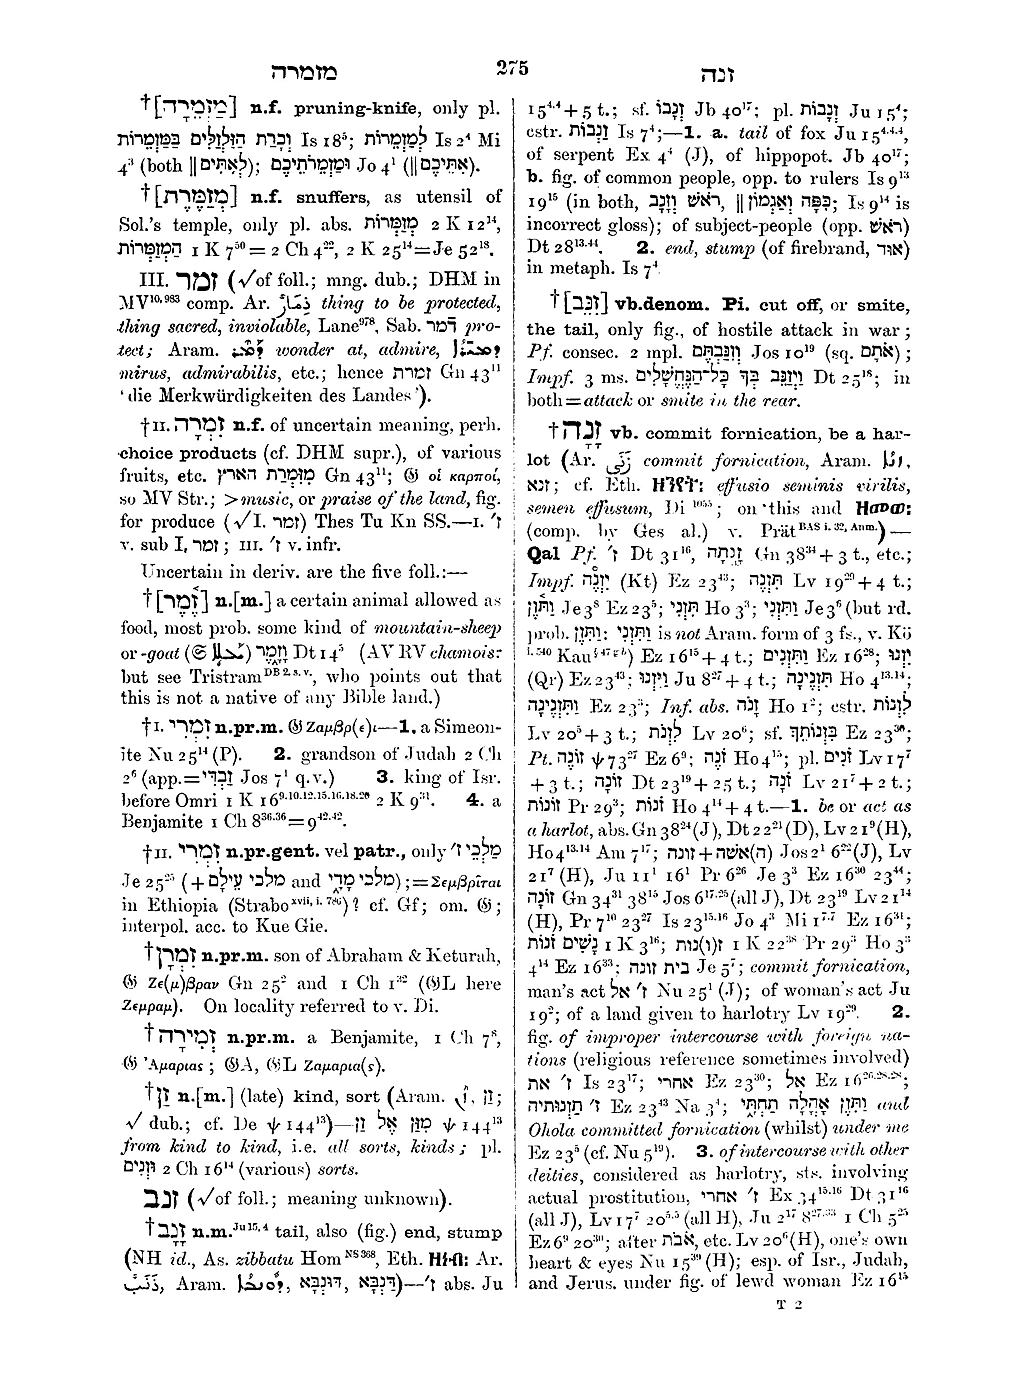 מזמרה
275
זנה
†[מַזְמֵרָה] n.f. pruning-knife, only pl.
מַזְמֵרוֹת Is 2⁴ Mi ;וְכָרַת הַזַּלְזַלִּים בַּמַּזְמֵרוֹת Is 18⁵
4³ (both ‖ לְאִתִּים); וּמַזְמְרֹתֵיכֶם Jo 4¹ (‖ אִתֵּיכֶם).
†[מְזַמֶּרֶת] n.f. snuffers, as utensil of
Sol.'s temple, only pl. abs. מְזַמְּרוֹת 2 K 12¹⁴,
הַמְזַמְּרוֹת 1 K 7⁵⁰ = 2 Ch 4²², 2 K 25¹⁴ = Je 52¹⁸.
III. זמר (√of foll.; mng. dub.; DHM in
MV¹⁰,⁹⁸³ comp. Ar. thing to be protected,
thing sacred, inviolable, Lane⁹⁷⁸, Sab. דמר pro-
tect; Aram. wonder at, admire,
mirus, admirabilis, etc.; hence זמרת Gn 43¹¹
'die Merkwürdigkeiten des Landes').
†II. זִמְרָה n.f. of uncertain meaning, perh.
choice products (cf. DHM supr.), of various
fruits, etc. מִזִּמְרַת הארץ Gn 43¹¹; 𝔊 οἱ καρποί,
so MV Str.; >music, or praise of the land, fig.
for produce (√I. זמר) Thes Tu Kn SS.—I. ז׳
v. sub I. זמר; III. ז׳ v. infr.
Uncertain in deriv. are the five foll.:—
†[זֶמֶר] n.[m.] a certain animal allowed as
food, most prob. some kind of mountain-sheep
or -goat (𝔖) וָזָמֶר Dt 14⁵ (AV RV chamois:
but see Tristram DB 2, s.v., who points out that
this is not a native of any Bible land.)
†I. זִמְרִי n.pr.m. 𝔊 Ζαμβρ(ε)ι—1. a Simeon-
ite Nu 25¹⁴ (P). 2. grandson of Judah 2 Ch
2⁶ (app.=זַבְדִּי Jos 7¹ q.v.) 3. king of Isr.
before Omri 1 K 16⁹·¹⁰·¹²·¹⁵·¹⁶·¹⁸·²⁰ 2 K 9³¹. 4. a
Benjamite 1 Ch 8³⁶·³⁶=9⁴²·⁴².
†II. זִמְרִי n.pr.gent. vel patr., only מַלְכֵי ז׳
Je 25²⁵ (+ מלכי עֵילָם and מלכי מָדַי); =Σεμβρῖται
in Ethiopia (Strabo xvii, i. 786)? cf. Gf; om. 𝔊;
interpol. acc. to Kue Gie.
†זִמְרָן n.pr.m. son of Abraham & Keturah,
𝔊 Ζε(μ)βραν Gn 25² and 1 Ch 1³² (𝔊L here
Ζεμραμ). On locality referred to v. Di.
†זְמִירָה n.pr.m. a Benjamite, 1 Ch 7⁸,
𝔊 Ἀμαριας; 𝔊A, 𝔊L Ζαμαρια(ς).
†זַן n.[m.] (late) kind, sort (Aram. זַן;
√ dub.; cf. De ψ 144¹³)—מִזַּן אֶל זַן ψ 144¹³
from kind to kind, i.e. all sorts, kinds; pl.
וּזְנִים 2 Ch 16¹⁴ (various) sorts.
זנב (√of foll.; meaning unknown).
†זָנָב n.m. Ju 15, 4 tail, also (fig.) end, stump
(NH id., As. zibbatu Hom NS 268, Eth. Ar.
Aram. דּוּנְבָּא, דַּנְבָּא)—ז׳ abs. Ju
15⁴·⁴+5 t.; sf. זְנָבוֹ Jb 40¹⁷; pl. זְנָבוֹת Ju 15⁴;
cstr. זַנְבוֹת Is 7⁴;—1. a. tail of fox Ju 15⁴·⁴·⁴,
of serpent Ex 4⁴ (J), of hippopot. Jb 40¹⁷;
b. fig. of common people, opp. to rulers Is 9¹³
19¹⁵ (in both, רֹאשׁ וְזָנָב, ‖ כִּפָּה וְאַגְמוֹן; Is 9¹⁴ is
incorrect gloss); of subject-people (opp. רֹאשׁ)
Dt 28¹³·⁴⁴. 2. end, stump (of firebrand, אוּד)
in metaph. Is 7⁴.
†[זִנֵּב] vb.denom. Pi. cut off, or smite,
the tail, only fig., of hostile attack in war;
Pf. consec. 2 mpl. וְזִנַּבְתֶּם Jos 10¹⁹ (sq. אֹתָם);
Impf. 3 ms. וַיְזַנֵּב בְּךָ כָּל־הַנֶּחֱשָׁלִים Dt 25¹⁸; in
both=attack or smite in the rear.
†זָנָה vb. commit fornication, be a har-
lot (Ar. commit fornication, Aram.
זנא; cf. Eth. effusio seminis virilis,
semen effusum, Di ¹⁰⁵⁵; on this and
(comp. by Ges al.) v. Prät BAS i. 32, Anm.)—
Qal Pf. ז׳ Dt 31¹⁶, זָנְתָה Gn 38²⁴+3 t., etc.;
Impf. יזנה (Kt) Ez 23⁴³; תִּזְנֶה Lv 19²⁹+4 t.;
וַתִּזֶן Je 3⁸ Ez 23⁵; תִזְנִי Ho 3³; וַתִּזְנִי Je 3⁶ (but rd.
prob. וַתִּזֶן: וַתִּזְנִי is not Aram. form of 3 fs., v. Kö
i. 540 Kau § 47 g b) Ez 16¹⁵+4 t.; וַתִּזְנִים Ez 16²⁸; יִזְנוּ
(Qr) Ez 23⁴³; וַיִּזְנוּ Ju 8²⁷+4 t.; תִּזְנֶינָה Ho 4¹³·¹⁴;
וַתִּזְנֶינָה Ez 23³; Inf. abs. זָנֹה Ho 1²; cstr. לִזְנוֹת
Lv 20⁵+3 t.; לִזְנֹת Lv 20⁶; sf. בִּזְנוֹתַךְ Ez 23³⁰;
Pt. זוֹנֶה ψ 73²⁷ Ez 6⁹; זֹנֶה Ho 4¹⁵; pl. זֹנִים Lv 17⁷
+3 t.; זוֹנָה Dt 23¹⁹+25 t.; זֹנָה Lv 21⁷+2 t.;
זוֹנוֹת Pr 29³; זֹנוֹת Ho 4¹⁴+4 t.—1. be or act as
a harlot, abs. Gn 38²⁴ (J), Dt 22²¹ (D), Lv 21⁹ (H),
Ho 4¹³·¹⁴ Am 7¹⁷; זונה+אשה(ה) Jos 2¹ 6²² (J), Lv
21⁷ (H), Ju 11¹ 16¹ Pr 6²⁶ Je 3³ Ez 16³⁰ 23⁴⁴;
זוֹנָה Gn 34³¹ 38¹⁵ Jos 6¹⁷·²⁵ (all J), Dt 23¹⁹ Lv 21¹⁴
(H), Pr 7¹⁰ 23²⁷ Is 23¹⁵·¹⁶ Jo 4³ Mi 1⁷·⁷ Ez 16³¹;
נָשִׁים זֹנוֹת 1 K 3¹⁶; ז(ו)נות 1 K 22³⁸ Pr 29³ Ho 3³
4¹⁴ Ez 16³³; בית זונה Je 5⁷; commit fornication,
man's act ז׳ אל Nu 25¹ (J); of woman's act Ju
19²; of a land given to harlotry Lv 19²⁹. 2.
fig. of improper intercourse with foreign na-
tions (religious reference sometimes involved)
ז׳ את Is 23¹⁷; אחרי Ez 23³⁰; אל Ez 16²⁶·²⁸·²⁸;
ז׳ תזנותיה Ez 23⁴³ Na 3⁴; וַתִּזֶן אָהֳלָה תַּחְתָּי and
Ohola committed fornication (whilst) under me
Ez 23⁵ (cf. Nu 5¹⁹). 3. of intercourse with other
deities, considered as harlotry, sts. involving
actual prostitution, ז׳ אחרי Ex 34¹⁵·¹⁶ Dt 31¹⁶
(all J), Lv 17⁷ 20⁵·⁵ (all H), Ju 2¹⁷ 8²⁷·³³ 1 Ch 5²⁵
Ez 6⁹ 20³⁰; after אֹבֹת, etc. Lv 20⁶ (H), one's own
heart & eyes Nu 15³⁹ (H); esp. of Isr., Judah,
and Jerus. under fig. of lewd woman Ez 16¹⁵
T 2